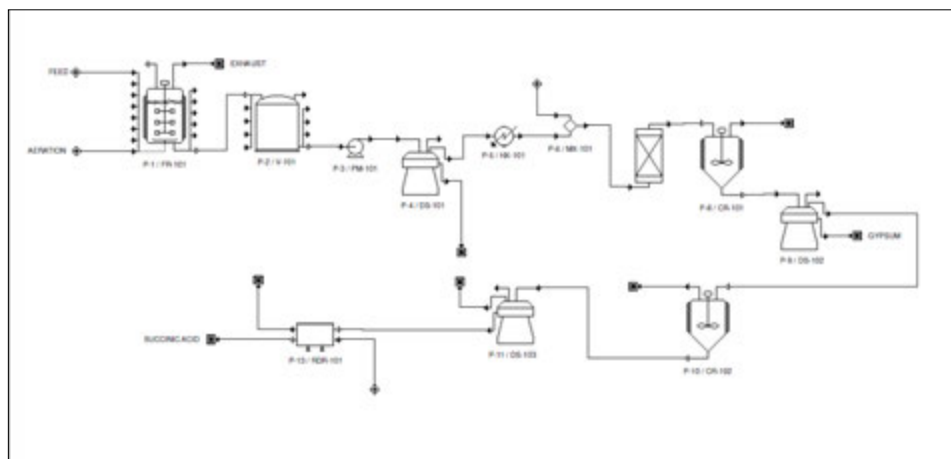 FEED
EXHAUST
AERATION
P-1 / FR-101
P-2 / V-101
P-3 / PM-101
P-4 / DS-101
P-5 / HX-101
P-6 / MX-101
P-8 / CR-101
P-9 / DS-102
GYPSUM
SUCCINIC ACID
P-13 / RDR-101
P-11 / DS-103
P-10 / CR-102